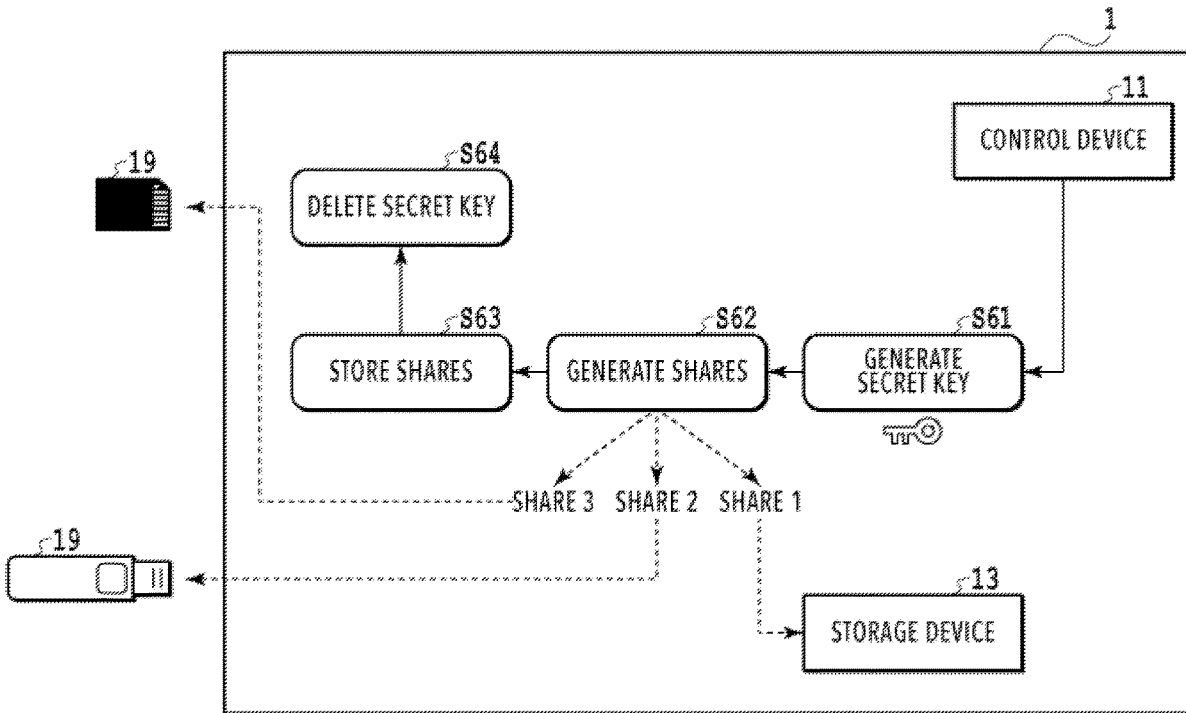 1
11
CONTROL DEVICE
19
S64
DELETE SECRET KEY
S63
STORE SHARES
S62
GENERATE SHARES
S61
GENERATE
SECRET KEY
SHARE 3 SHARE 2 SHARE 1
19
13
STORAGE DEVICE